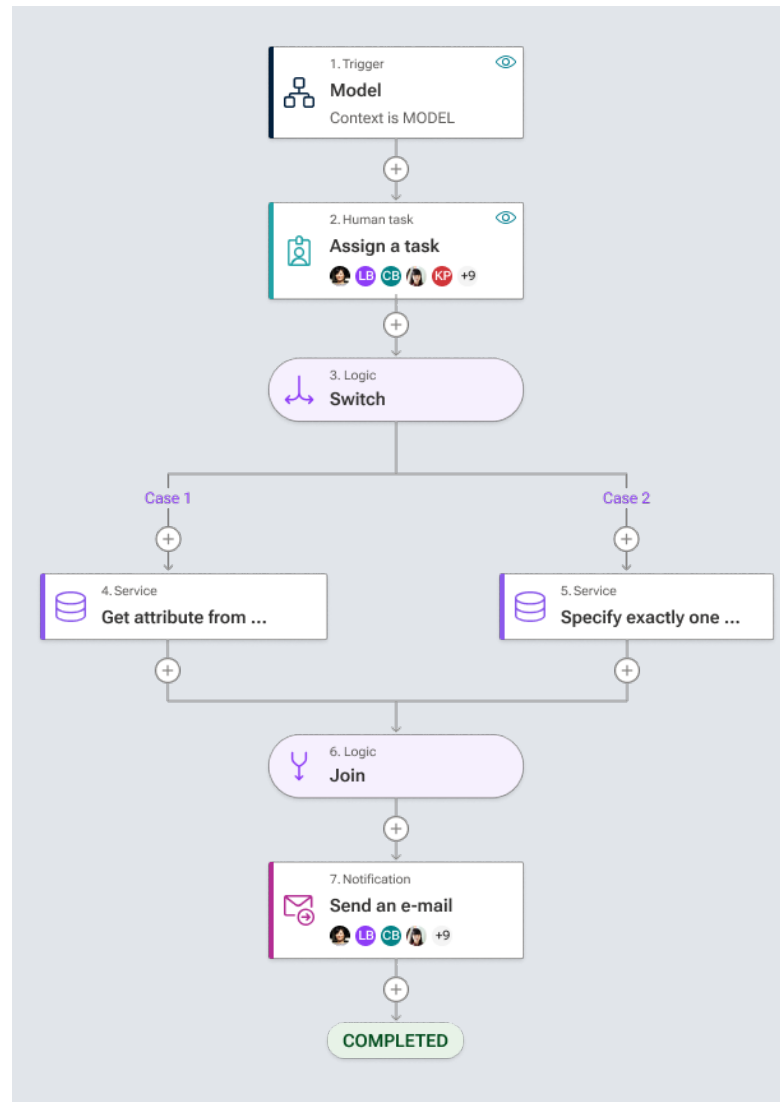 1. Trigger
Model
Context is MODEL
2. Human task
Assign a task
LB CB KP +9
3. Logic
Switch
Case 1
Case 2
4. Service
Get attribute from ...
5. Service
Specify exactly one ...
6. Logic
Join
7. Notification
Send an e-mail
LB CB +9
COMPLETED